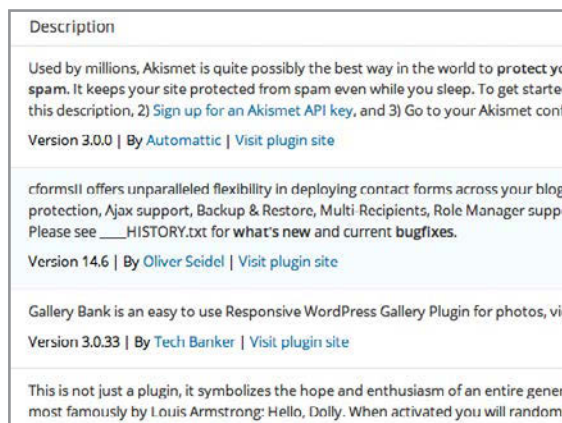 Description
Used by millions, Akismet is quite possibly the best way in the world to protect yo
spam. It keeps your site protected from spam even while you sleep. To get starte
this description, 2) Sign up for an Akismet API key, and 3) Go to your Akismet conf
Version 3.0.0 | By Automattic | Visit plugin site
cformsII offers unparalleled flexibility in deploying contact forms across your blog
protection, Ajax support, Backup & Restore, Multi-Recipients, Role Manager supp
Please see ____HISTORY.txt for what's new and current bugfixes.
Version 14.6 | By Oliver Seidel | Visit plugin site
Gallery Bank is an easy to use Responsive WordPress Gallery Plugin for photos, vi
Version 3.0.33 | By Tech Banker | Visit plugin site
This is not just a plugin, it symbolizes the hope and enthusiasm of an entire gener
most famously by Louis Armstrong: Hello, Dolly. When activated you will random